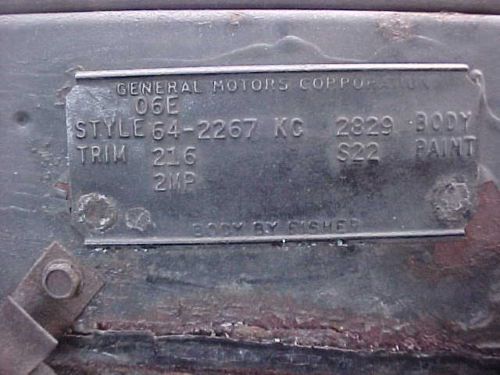 GENERAL MOTORS CORPORATION
06E
STYLE 64-2267 KC 2829 BODY
TRIM 216 S22 PAINT
2MP
BODY BY FISHER